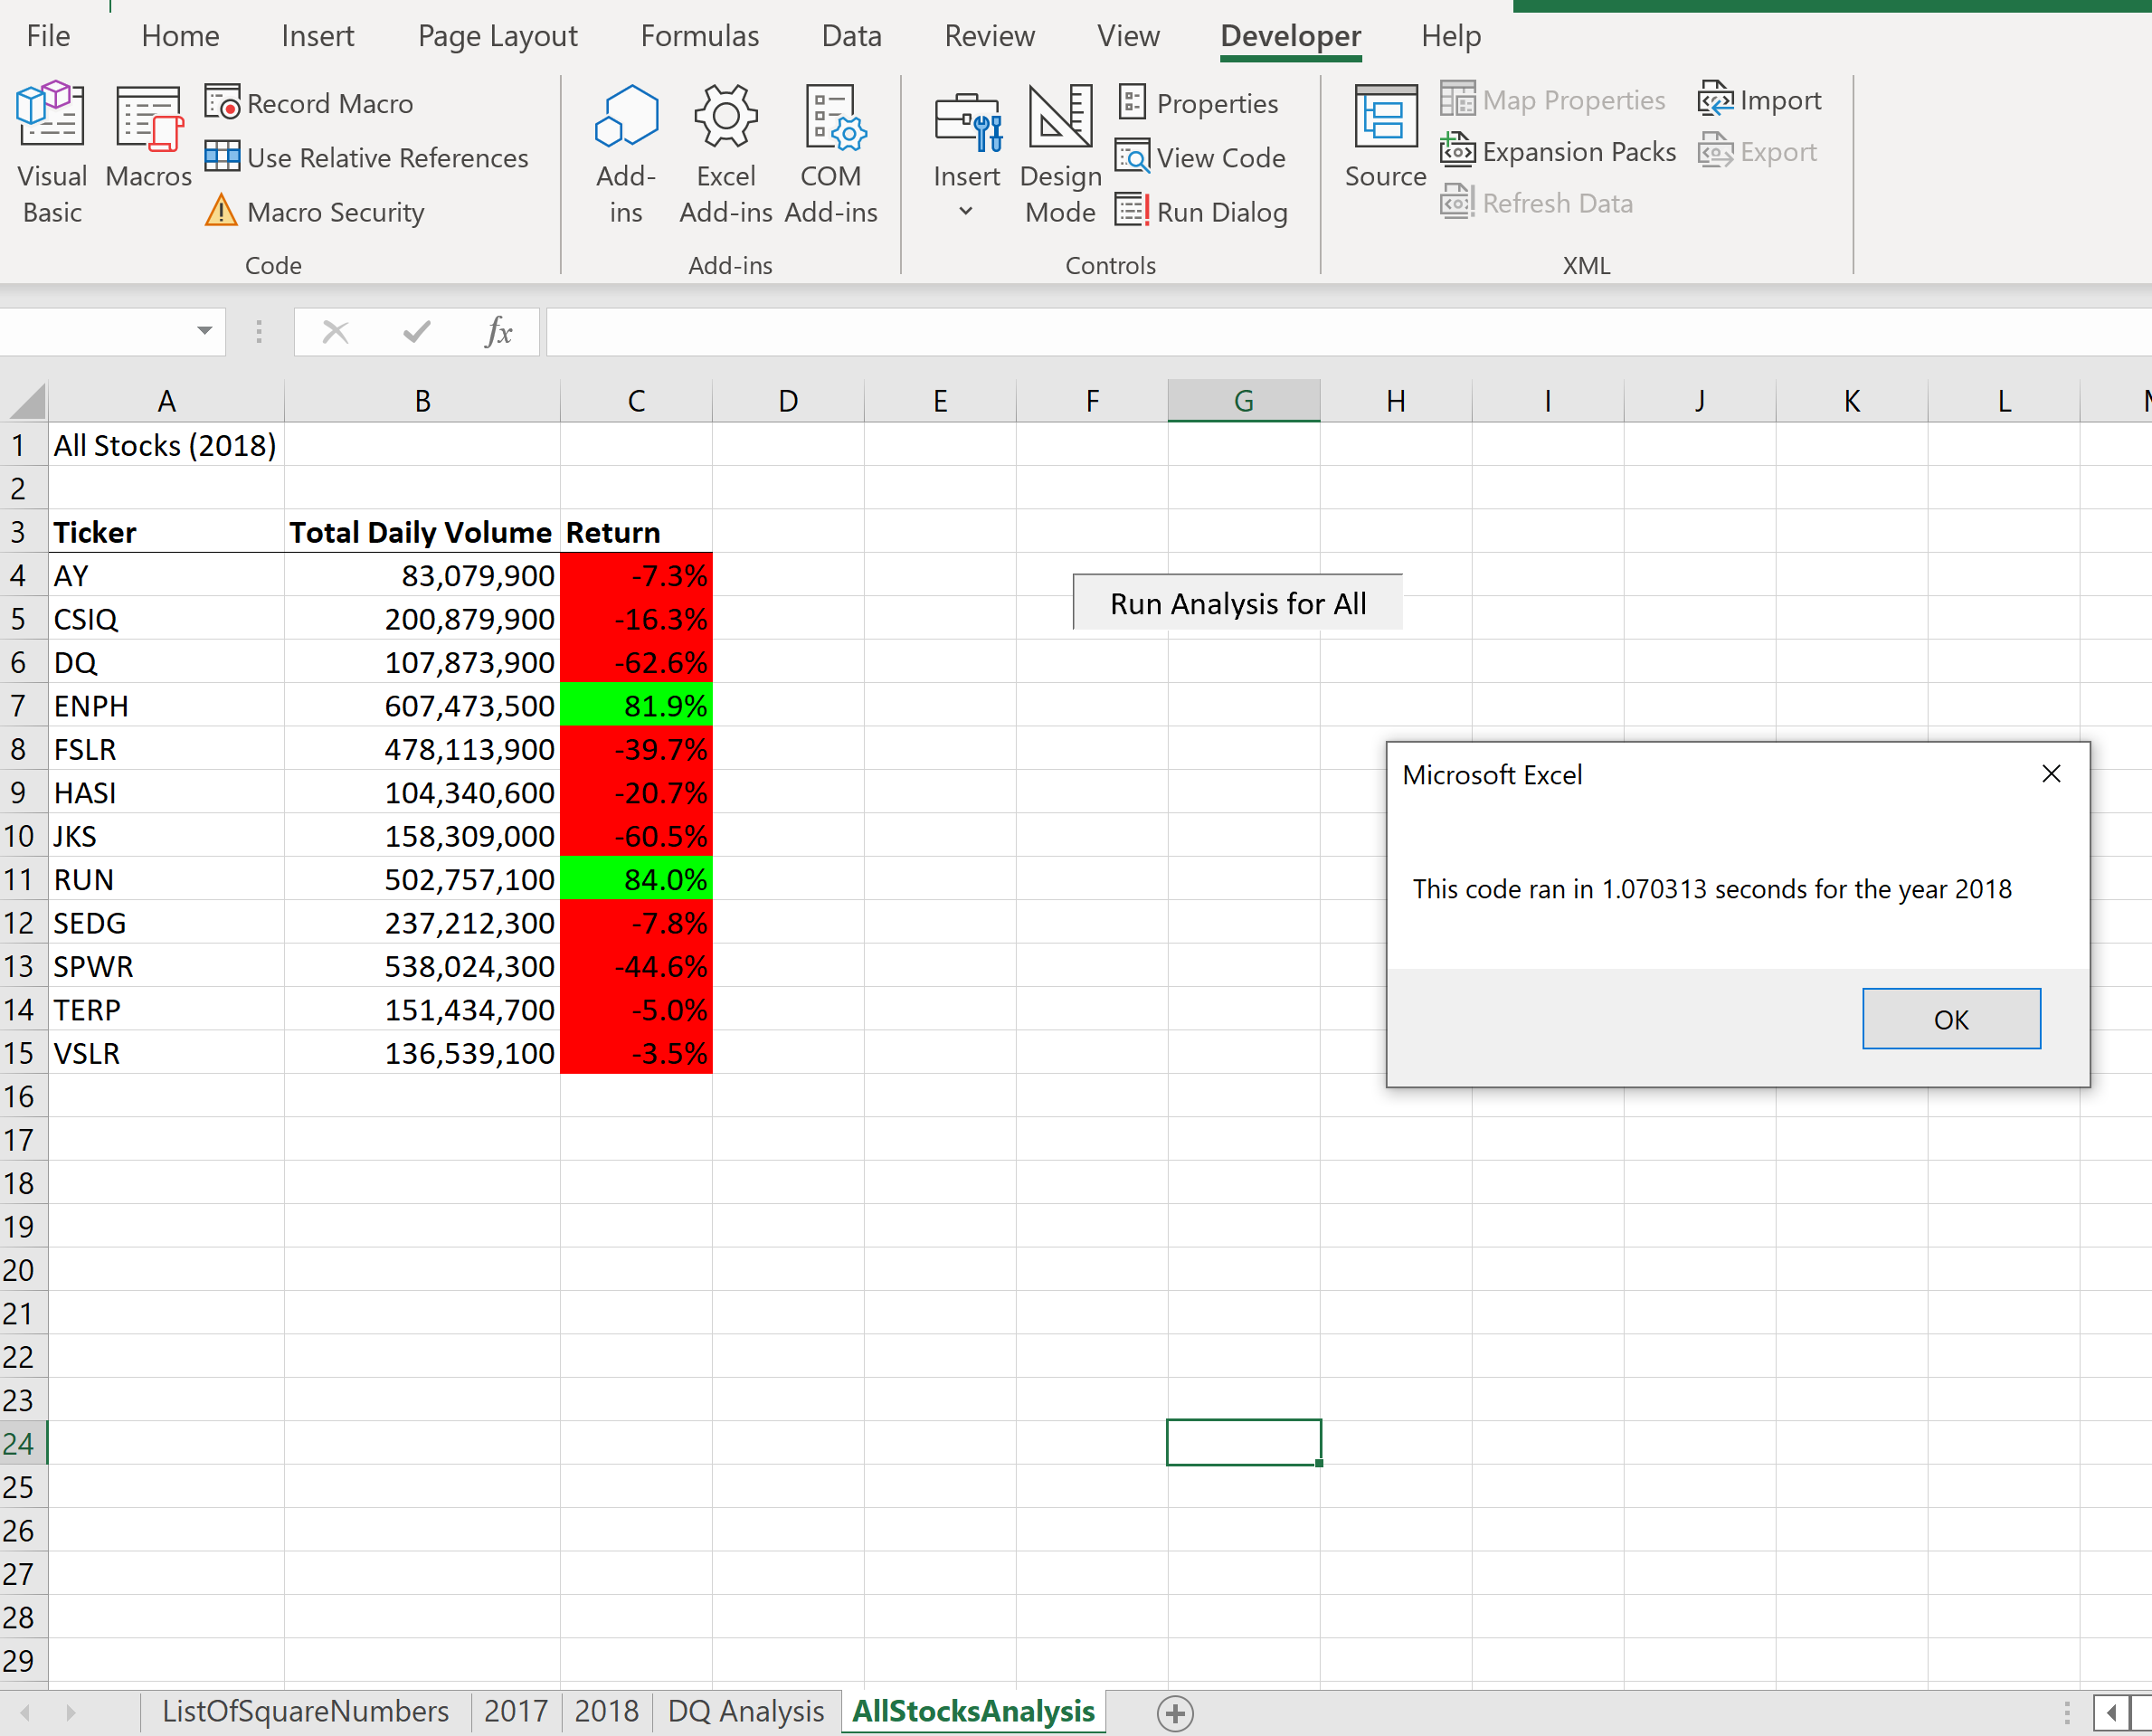 File Home Insert Page Layout Formulas Data Review View Developer Help
Visual Basic
Macros
Record Macro
Use Relative References
Macro Security
Code
Add-ins
Excel Add-ins
COM Add-ins
Add-ins
Insert
Design Mode
Properties
View Code
Run Dialog
Controls
Source
Map Properties
Expansion Packs
Refresh Data
Import
Export
XML
fx
A B C D E F G H I J K L
1 All Stocks (2018)
2
3 Ticker Total Daily Volume Return
4 AY 83,079,900 -7.3%
Run Analysis for All
5 CSIQ 200,879,900 -16.3%
6 DQ 107,873,900 -62.6%
7 ENPH 607,473,500 81.9%
8 FSLR 478,113,900 -39.7%
9 HASI 104,340,600 -20.7%
10 JKS 158,309,000 -60.5%
11 RUN 502,757,100 84.0%
12 SEDG 237,212,300 -7.8%
13 SPWR 538,024,300 -44.6%
14 TERP 151,434,700 -5.0%
15 VSLR 136,539,100 -3.5%
Microsoft Excel
This code ran in 1.070313 seconds for the year 2018
OK
16
17
18
19
20
21
22
23
24
25
26
27
28
29
ListOfSquareNumbers 2017 2018 DQ Analysis AllStocksAnalysis